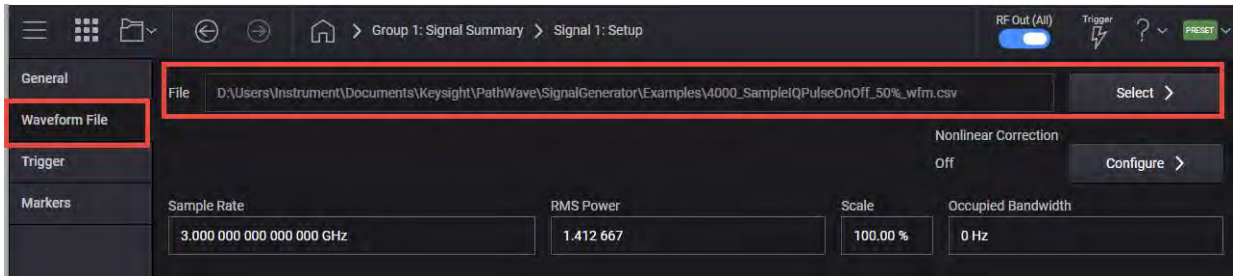 RF Out (All)
Trigger
> Group 1: Signal Summary > Signal 1: Setup
? PRESET
General
File D:\Users\Instrument\Documents\Keysight\PathWave\SignalGenerator\Examples\4000_SampleIQPulseOnOff_50%_wfm.csv Select >
Waveform File
Nonlinear Correction
Trigger
Off Configure >
Markers
Sample Rate RMS Power Scale Occupied Bandwidth
3.000 000 000 000 000 GHz 1.412 667 100.00 % 0 Hz